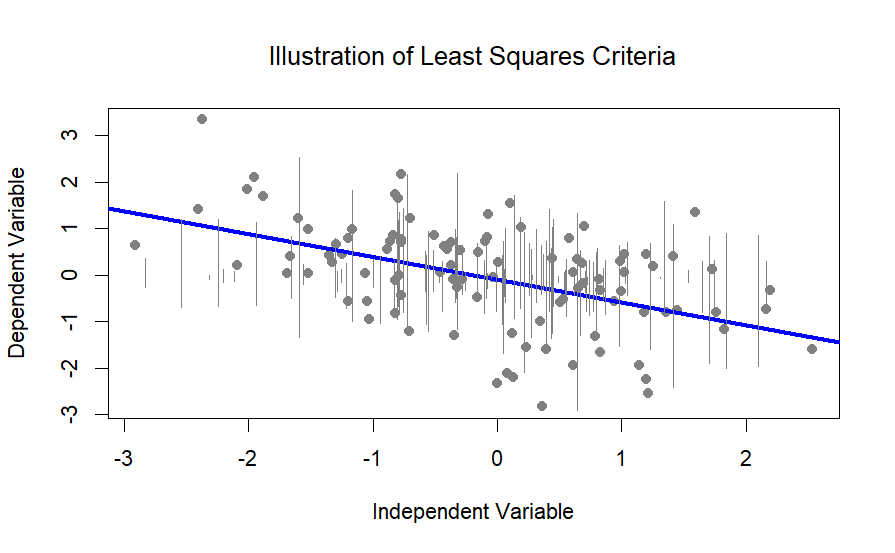 Illustration of Least Squares Criteria
Dependent Variable
3
2
1
0
-1
-2
-3
-3 -2 -1 0 1 2
Independent Variable